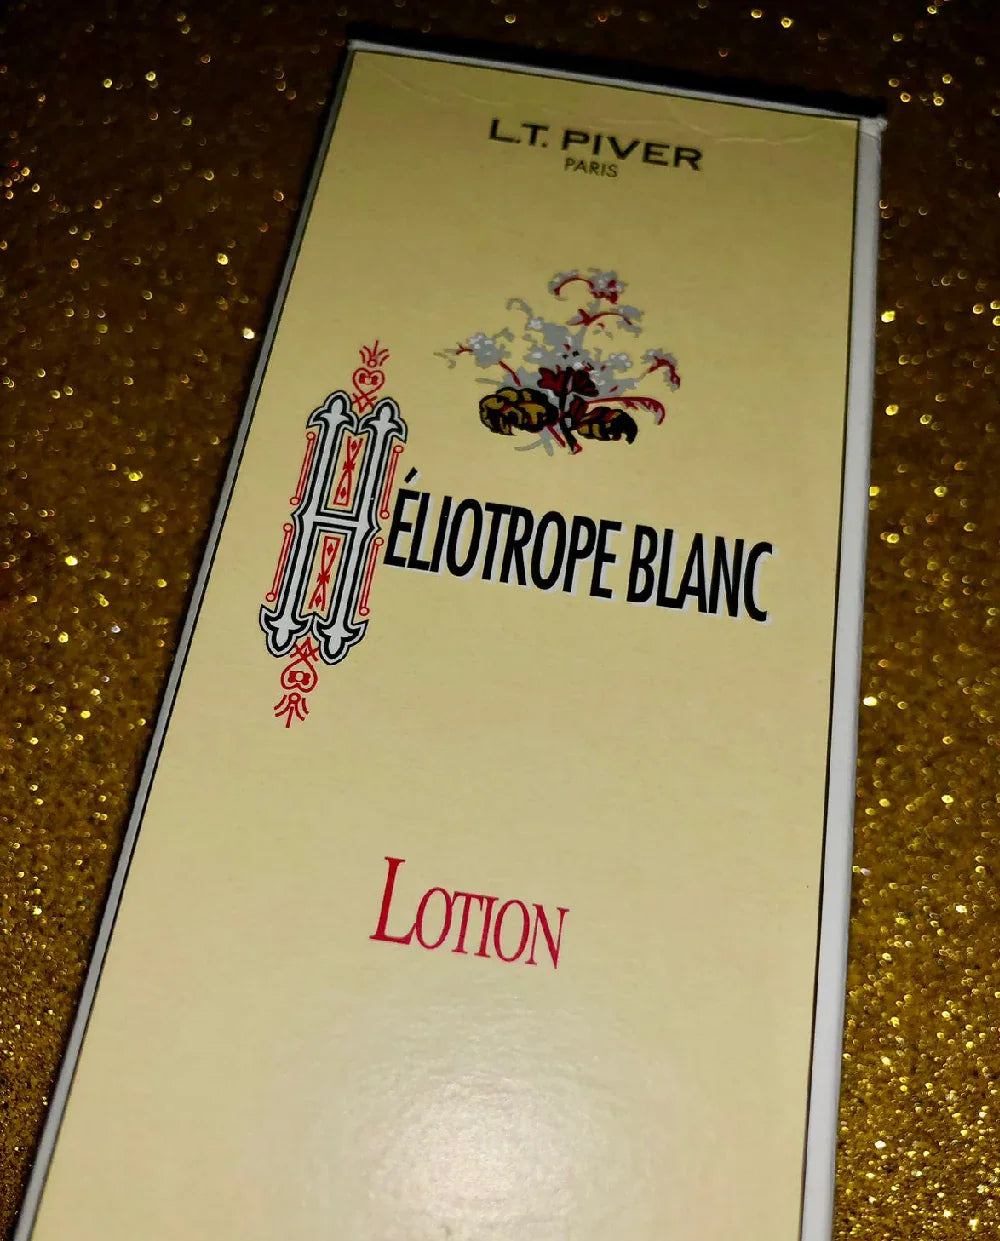 L.T. PIVER
PARIS
HÉLIOTROPE BLANC
LOTION